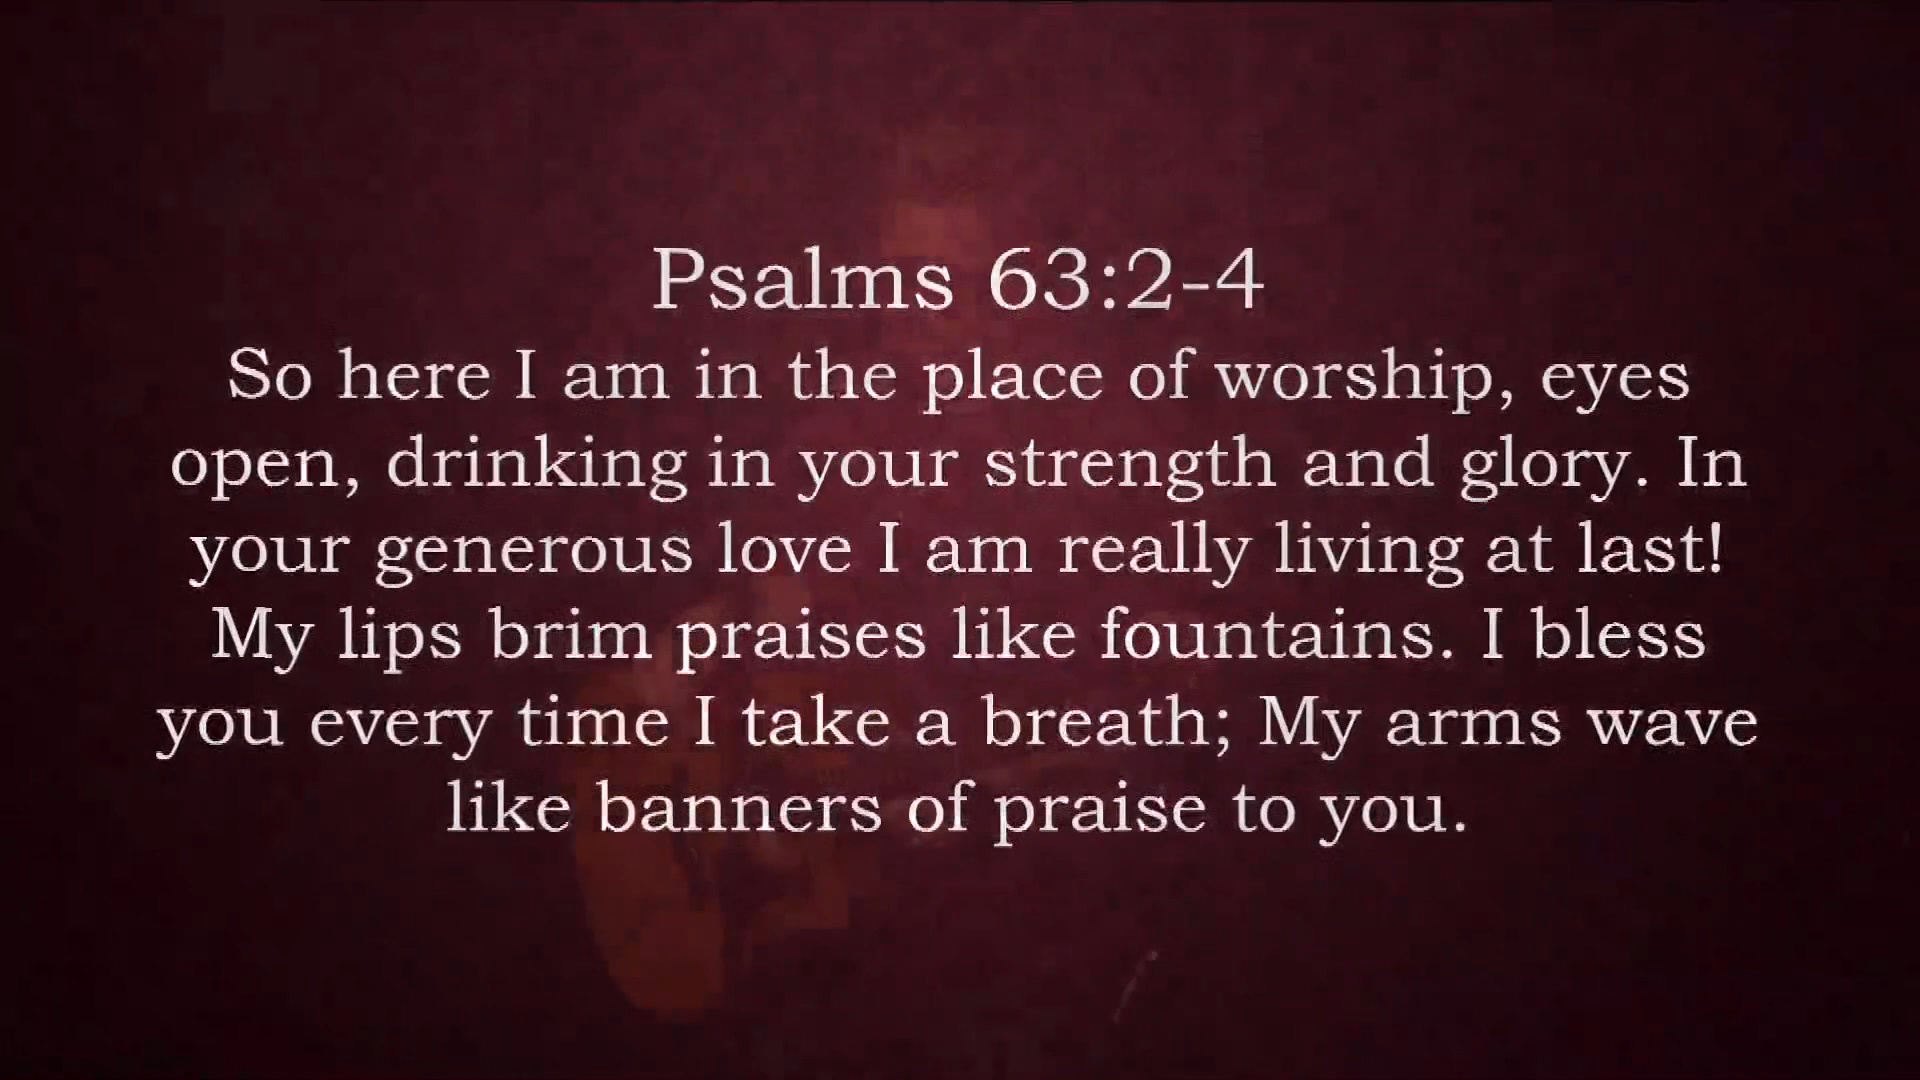 Psalms 63:2-4
So here I am in the place of worship, eyes
open, drinking in your strength and glory. In
your generous love I am really living at last!
My lips brim praises like fountains. I bless
you every time I take a breath; My arms wave
like banners of praise to you.